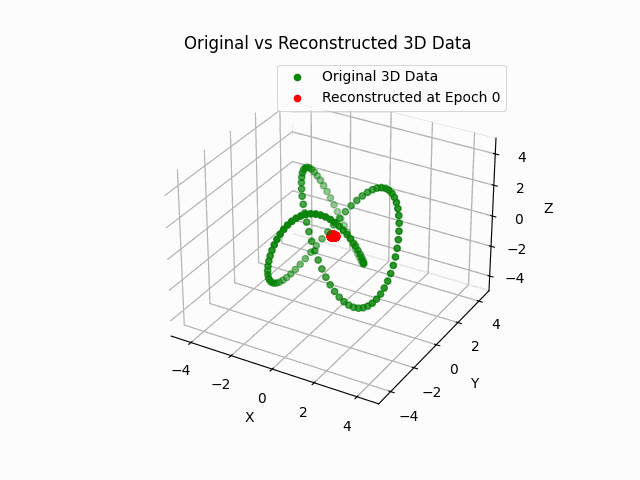 Original vs Reconstructed 3D Data
Original 3D Data
Reconstructed at Epoch 0
4
2
0
−2
−4
Z
4
2
0
−2
−4
Y
−4
−2
0
2
4
X